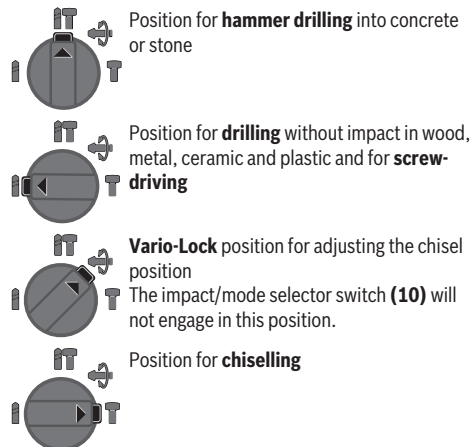 Position for hammer drilling into concrete
or stone
Position for drilling without impact in wood,
metal, ceramic and plastic and for screw-
driving
Vario-Lock position for adjusting the chisel
position
The impact/mode selector switch (10) will
not engage in this position.
Position for chiselling